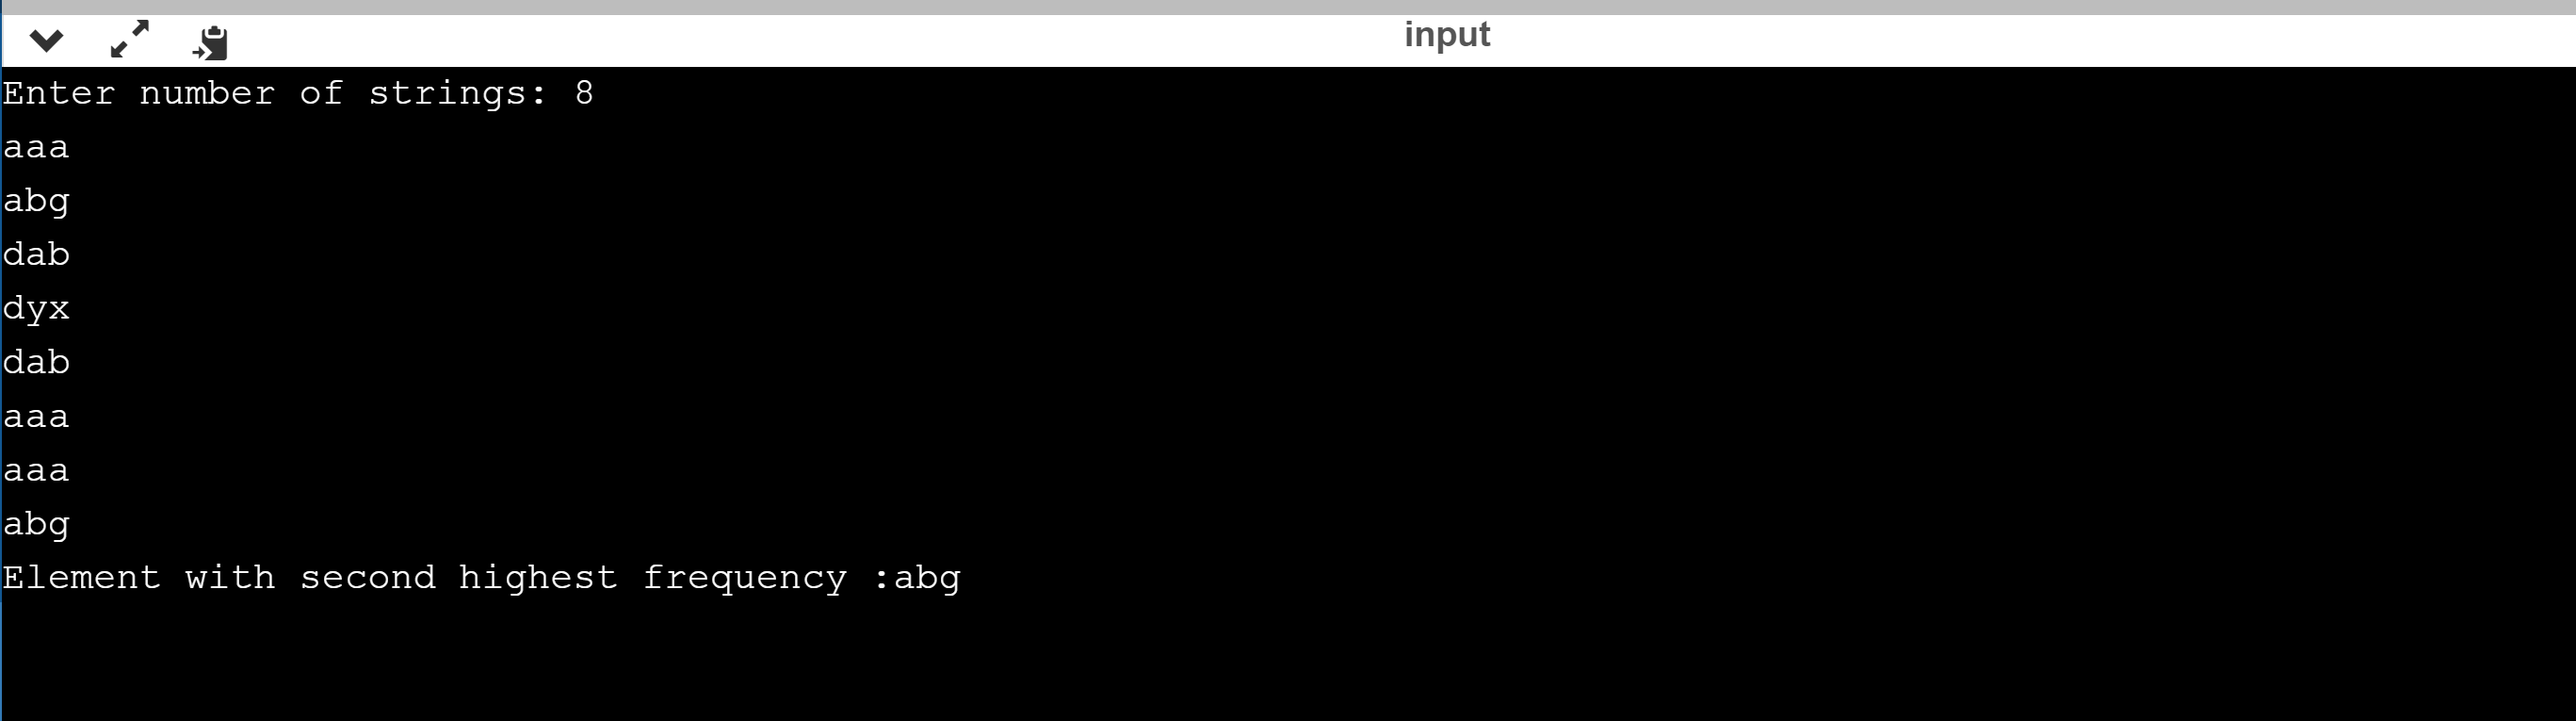 input
Enter number of strings: 8
aaa
abg
dab
dyx
dab
aaa
aaa
abg
Element with second highest frequency :abg